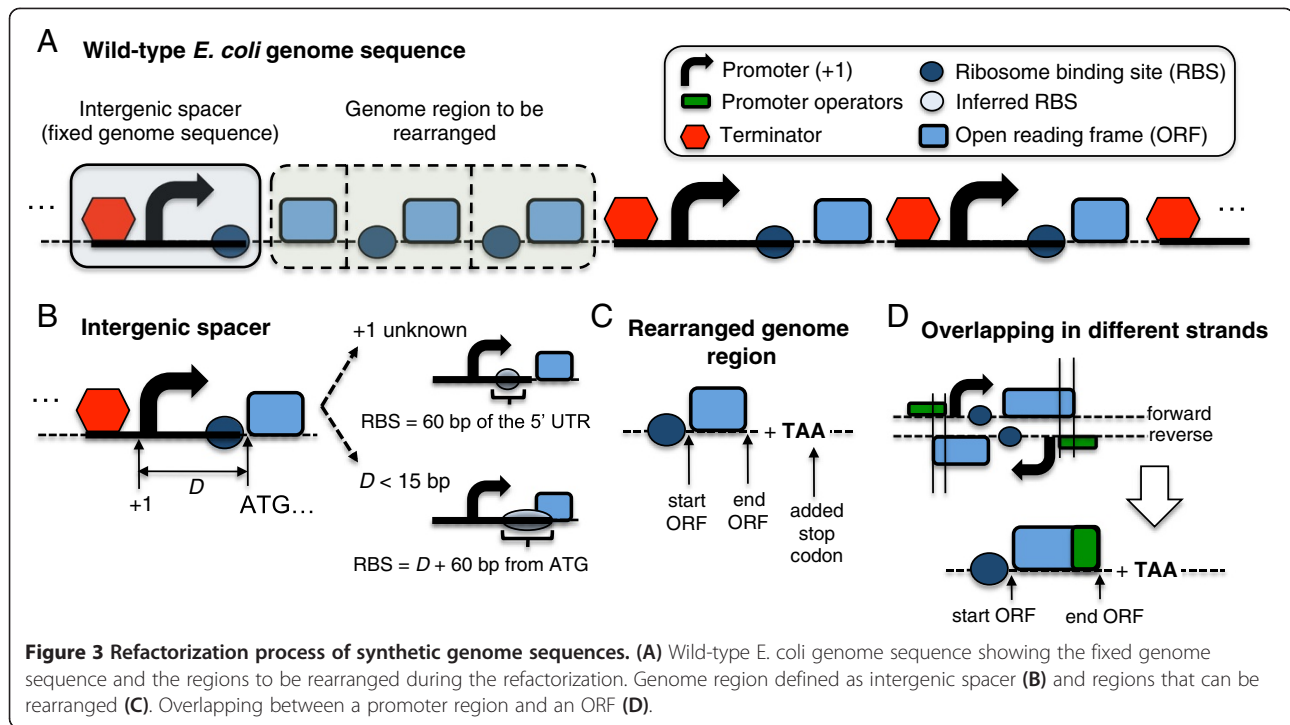 A Wild-type E. coli genome sequence
Promoter (+1)
Promoter operators
Terminator
Ribosome binding site (RBS)
Inferred RBS
Open reading frame (ORF)
Intergenic spacer
(fixed genome sequence)
Genome region to be
rearranged
...
...
B Intergenic spacer
...
+1
D
ATG...
+1 unknown
RBS = 60 bp of the 5' UTR
D < 15 bp
RBS = D + 60 bp from ATG
C Rearranged genome
region
+ TAA
start
ORF
end
ORF
added
stop
codon
D Overlapping in different strands
forward
reverse
+ TAA
start ORF
end ORF
Figure 3 Refactorization process of synthetic genome sequences. (A) Wild-type E. coli genome sequence showing the fixed genome
sequence and the regions to be rearranged during the refactorization. Genome region defined as intergenic spacer (B) and regions that can be
rearranged (C). Overlapping between a promoter region and an ORF (D).